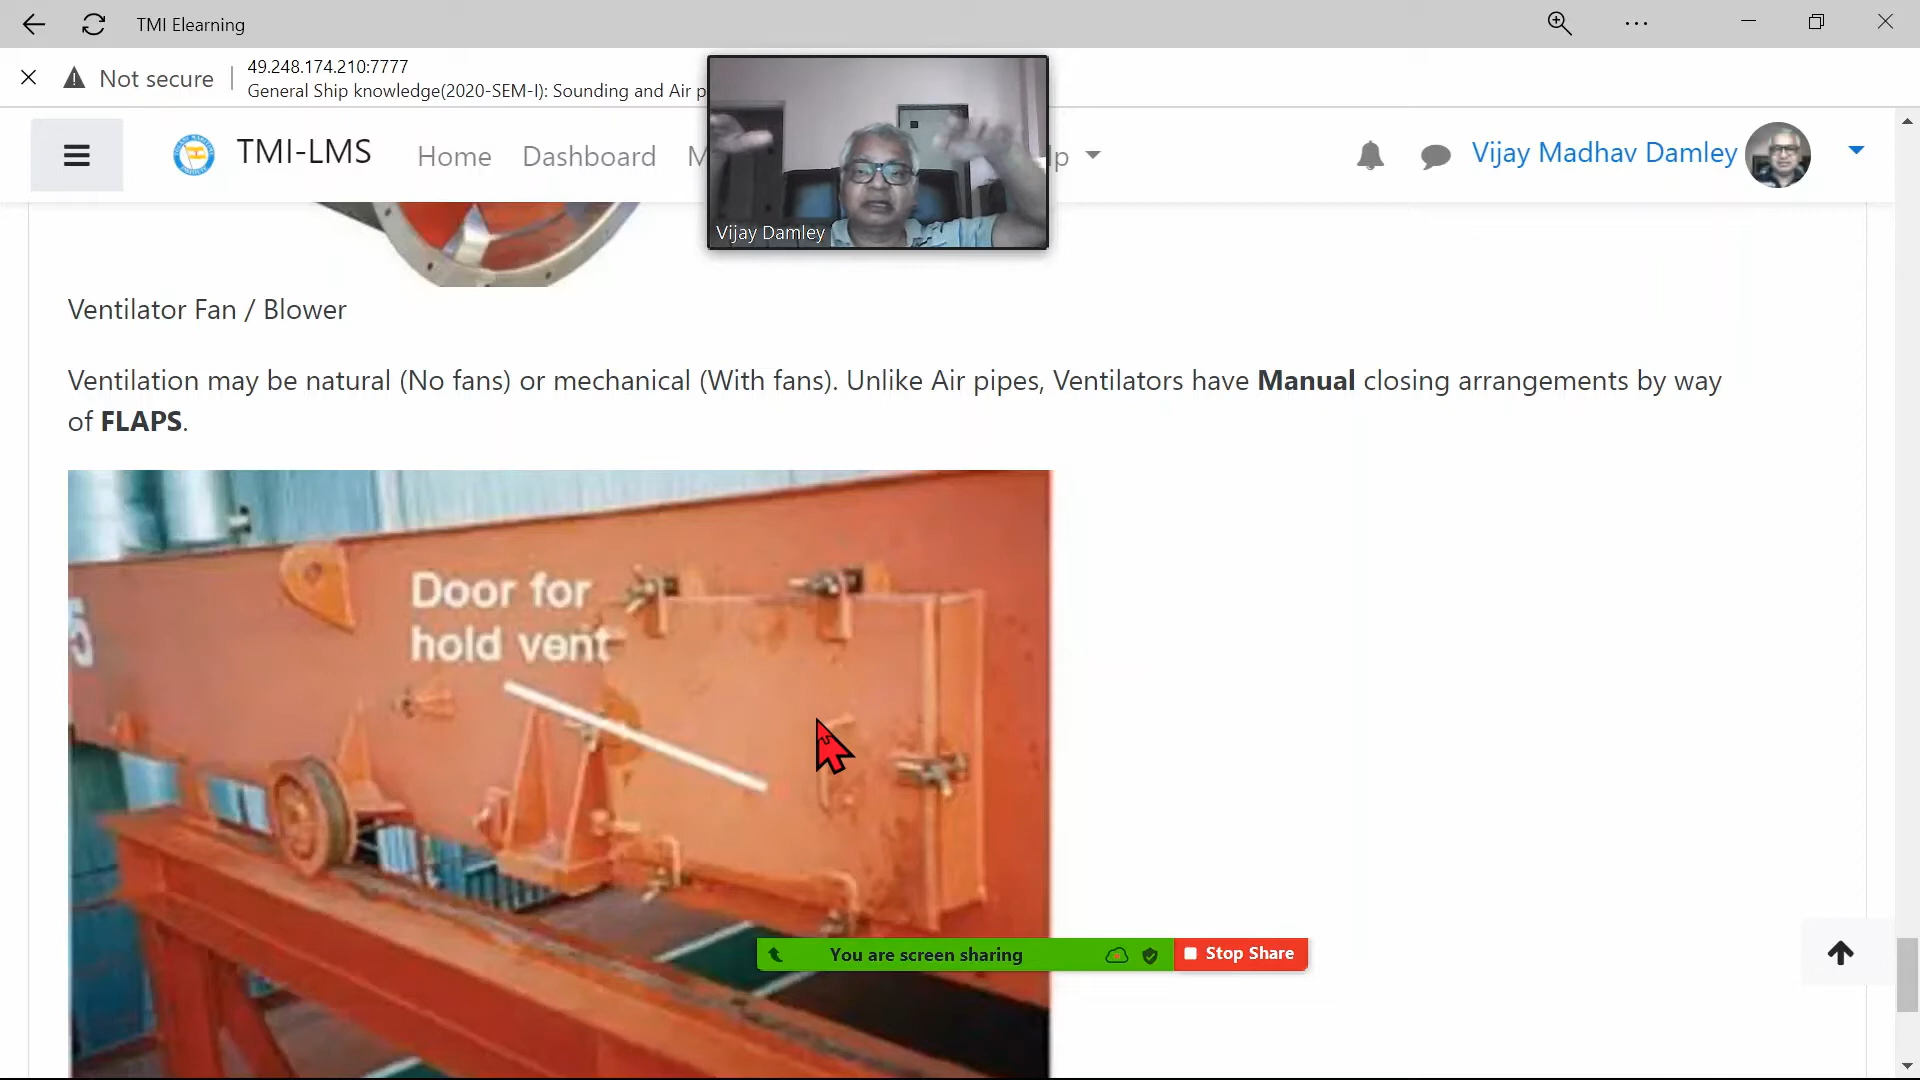 TMI Elearning
Not secure
49.248.174.210:7777
General Ship knowledge(2020-SEM-I): Sounding and Air p
TMI-LMS
Home
Dashboard
M
lp
Vijay Madhav Damley
Vijay Damley
Ventilator Fan / Blower
Ventilation may be natural (No fans) or mechanical (With fans). Unlike Air pipes, Ventilators have Manual closing arrangements by way
of FLAPS.
5
Door for
hold vent
You are screen sharing
Stop Share